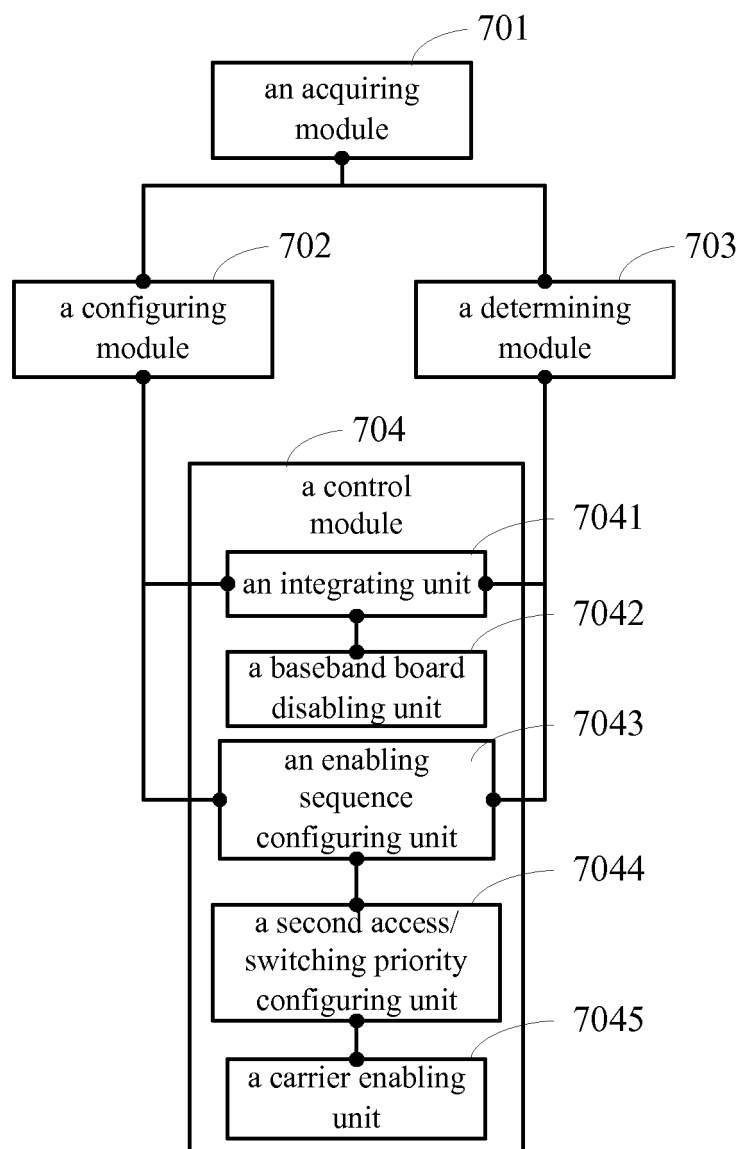 701
an acquiring
module
702
703
a configuring
module
a determining
module
704
a control
module
7041
an integrating unit
7042
a baseband board
disabling unit
7043
an enabling
sequence
configuring unit
7044
a second access/
switching priority
configuring unit
7045
a carrier enabling
unit